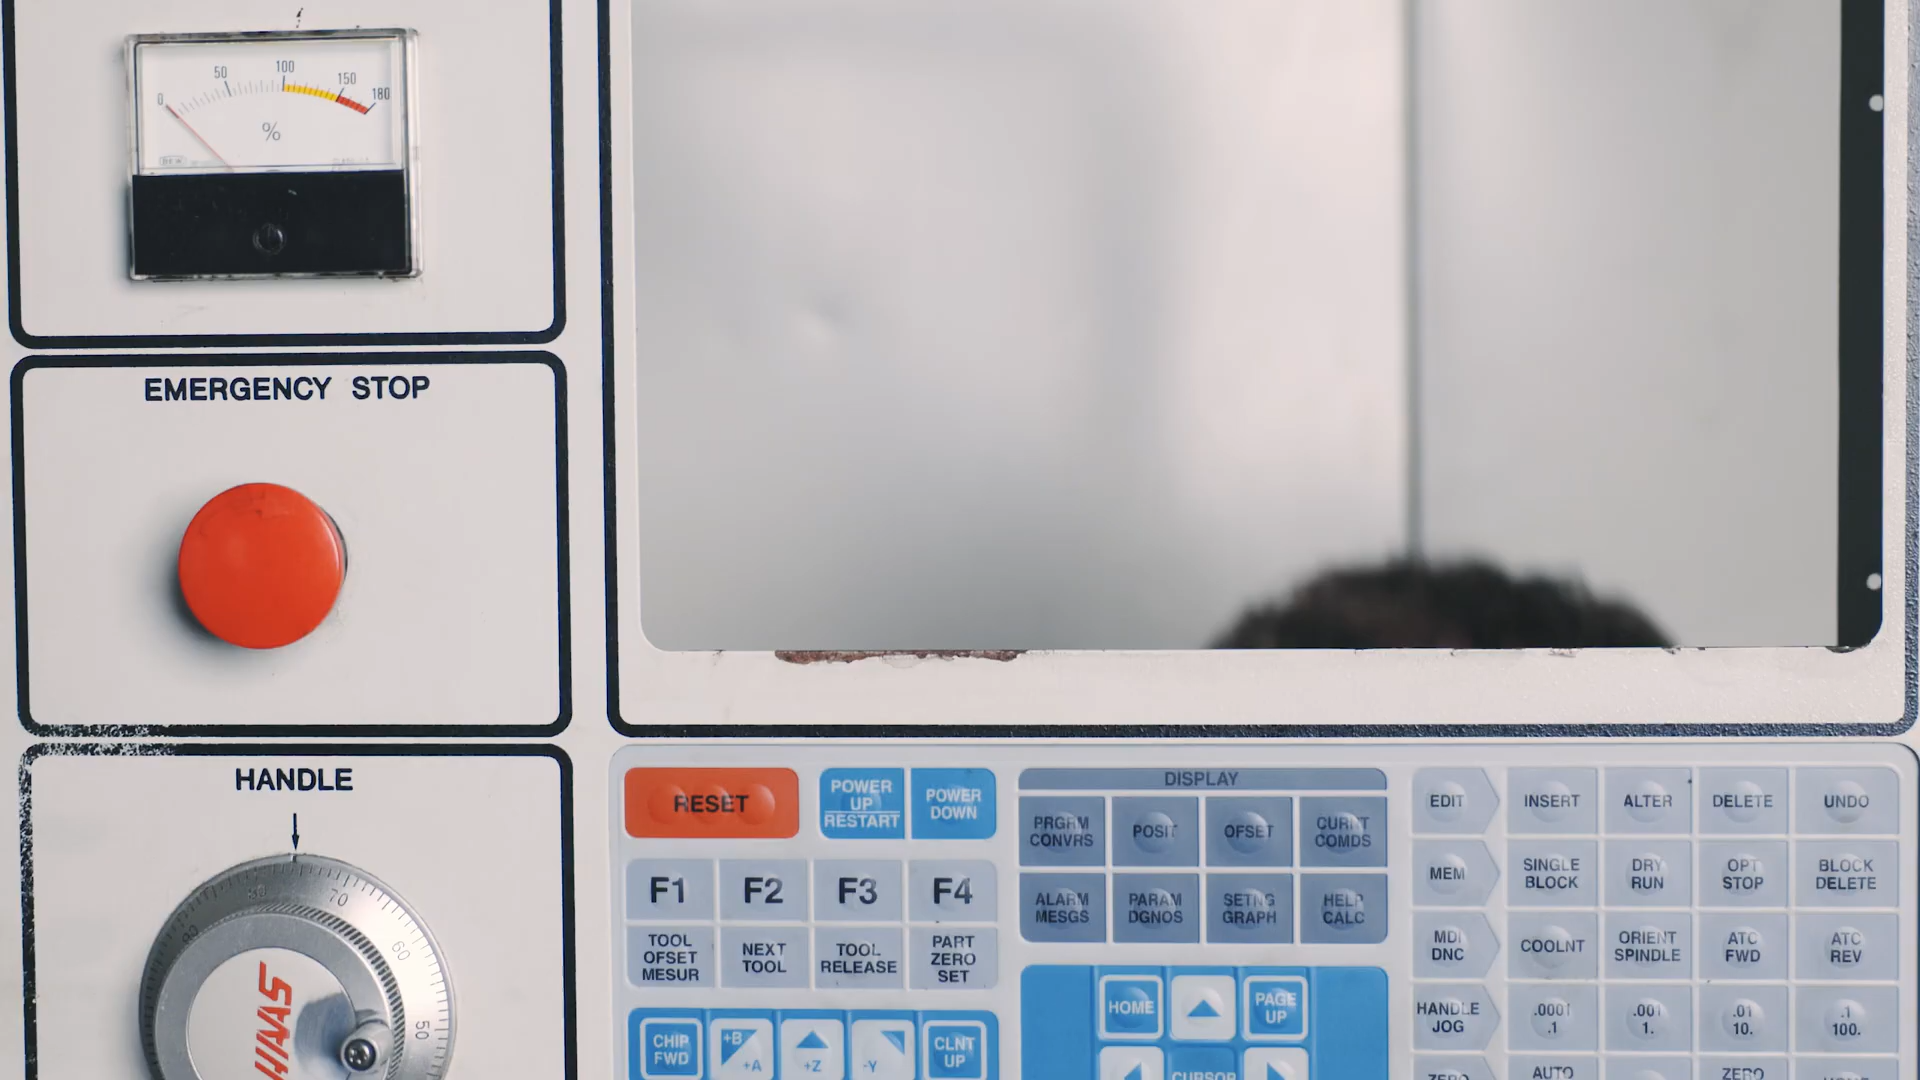 0 50 100 150 180
%
EMERGENCY STOP
HANDLE
80 70
90 60
50
HAAS
RESET
POWER
UP
RESTART
POWER
DOWN
F1 F2 F3 F4
TOOL
OFSET
MESUR
NEXT
TOOL
TOOL
RELEASE
PART
ZERO
SET
CHIP
FWD
+B
+A
+Z
-Y
CLNT
UP
DISPLAY
PRGRM
CONVRS
POSIT
OFSET
CURNT
COMDS
ALARM
MESGS
PARAM
DGNOS
SETNG
GRAPH
HELP
CALC
HOME
PAGE
UP
CURSOR
EDIT
INSERT
ALTER
DELETE
UNDO
MEM
SINGLE
BLOCK
DRY
RUN
OPT
STOP
BLOCK
DELETE
MDI
DNC
COOLNT
ORIENT
SPINDLE
ATC
FWD
ATC
REV
HANDLE
JOG
.0001
.1
.001
1.
.01
10.
.1
100.
ZERO
AUTO
ZERO